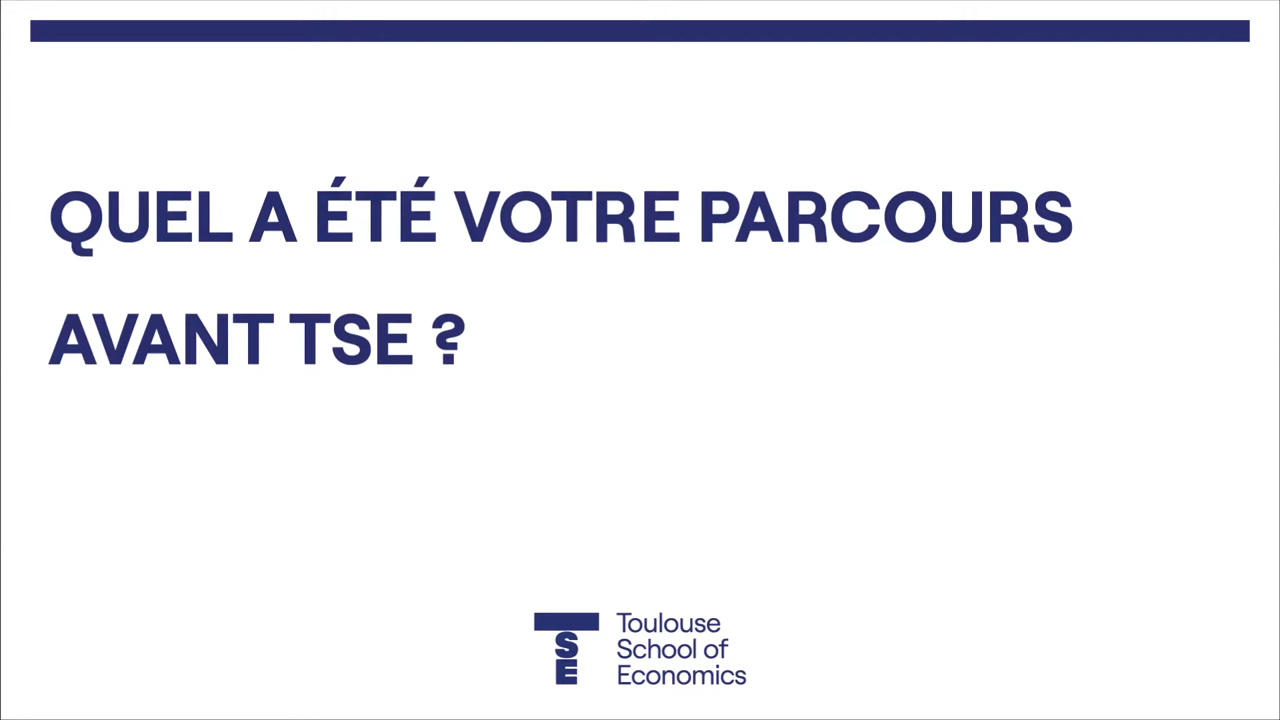 QUEL A ÉTÉ VOTRE PARCOURS
AVANT TSE ?
TSE
Toulouse
School of
Economics